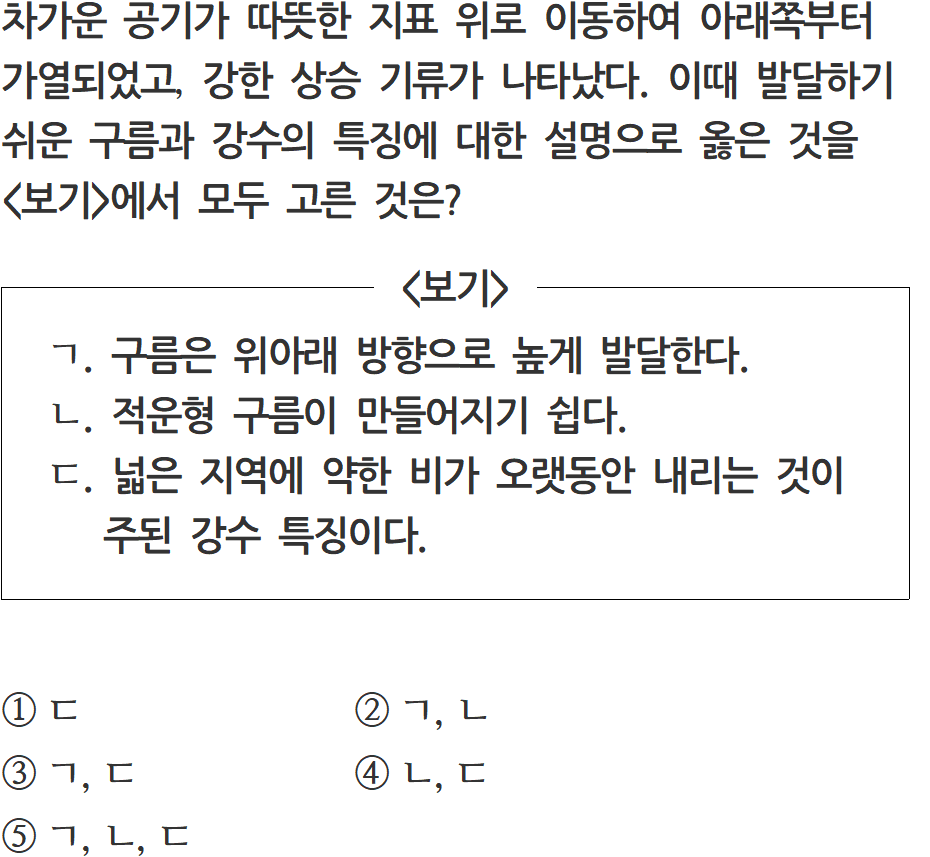 차가운 공기가 따뜻한 지표 위로 이동하여 아래쪽부터
가열되었고, 강한 상승 기류가 나타났다. 이때 발달하기
쉬운 구름과 강수의 특징에 대한 설명으로 옳은 것을
<보기>에서 모두 고른 것은?
<보기>
ㄱ. 구름은 위아래 방향으로 높게 발달한다.
ㄴ. 적운형 구름이 만들어지기 쉽다.
ㄷ. 넓은 지역에 약한 비가 오랫동안 내리는 것이
주된 강수 특징이다.
① ㄷ ② ㄱ, ㄴ
③ ㄱ, ㄷ ④ ㄴ, ㄷ
⑤ ㄱ, ㄴ, ㄷ